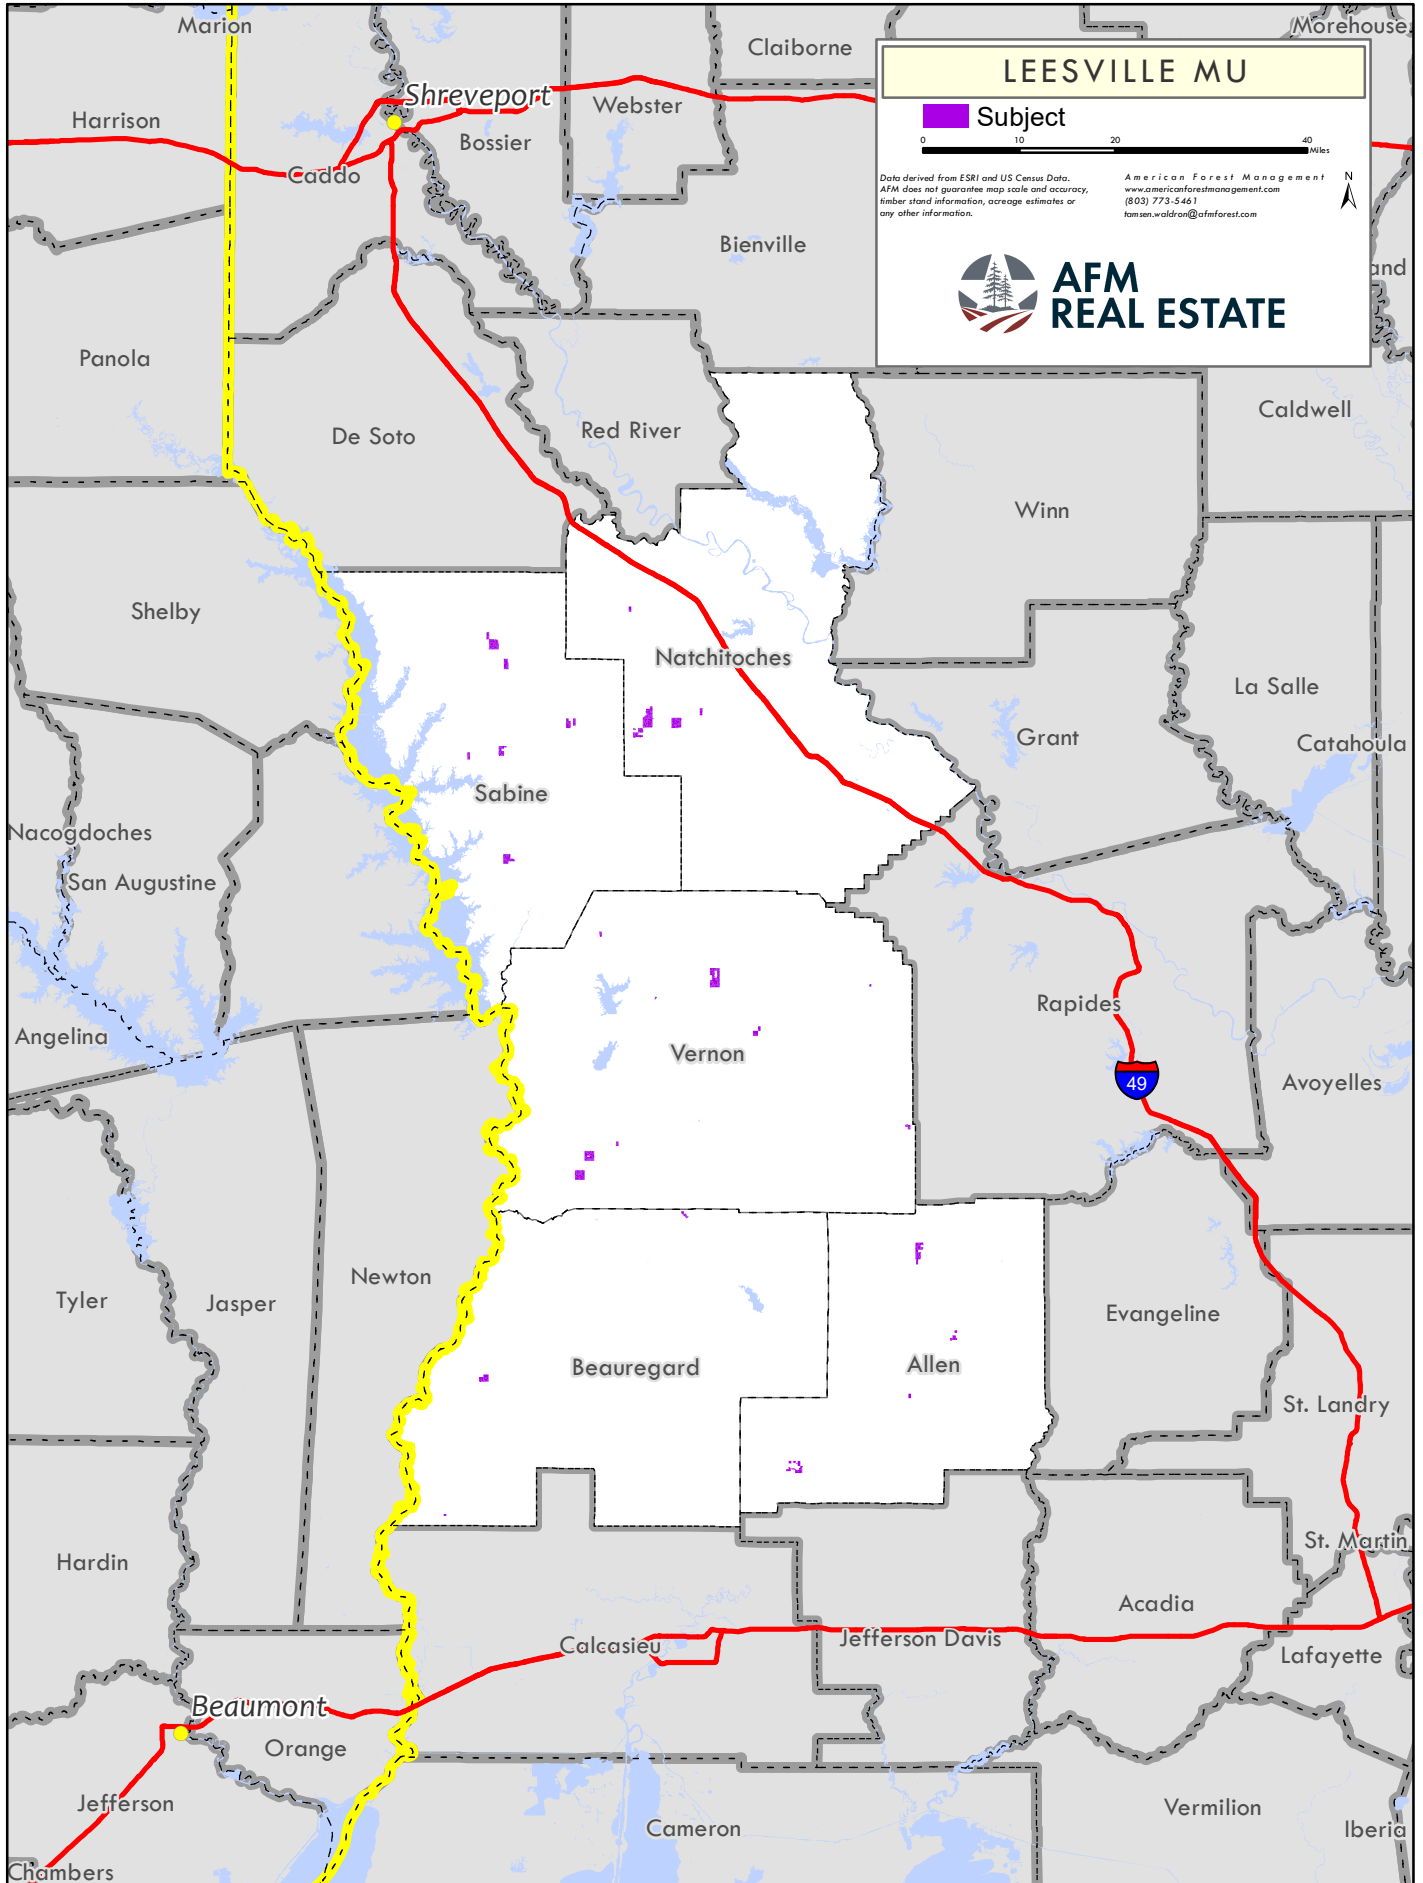 Marion
Claiborne
Morehouse
LEESVILLE MU
Subject
0 10 20 40
Miles
Data derived from ESRI and US Census Data.
AFM does not guarantee map scale and accuracy,
timber stand information, acreage estimates or
any other information.
American Forest Management
www.americanforestmanagement.com
(803) 773-5461
tamsen.waldron@afmforest.com
N
AFM
REAL ESTATE
Shreveport
Webster
Harrison
Bossier
Caddo
Bienville
and
Panola
Caldwell
De Soto
Red River
Winn
Shelby
Natchitoches
La Salle
Grant
Catahoula
Sabine
Nacogdoches
San Augustine
Rapides
Angelina
Vernon
49
Avoyelles
Newton
Tyler
Jasper
Evangeline
Beauregard
Allen
St. Landry
St. Martin
Hardin
Acadia
Calcasieu
Jefferson Davis
Lafayette
Beaumont
Orange
Jefferson
Vermilion
Cameron
Iberia
Chambers